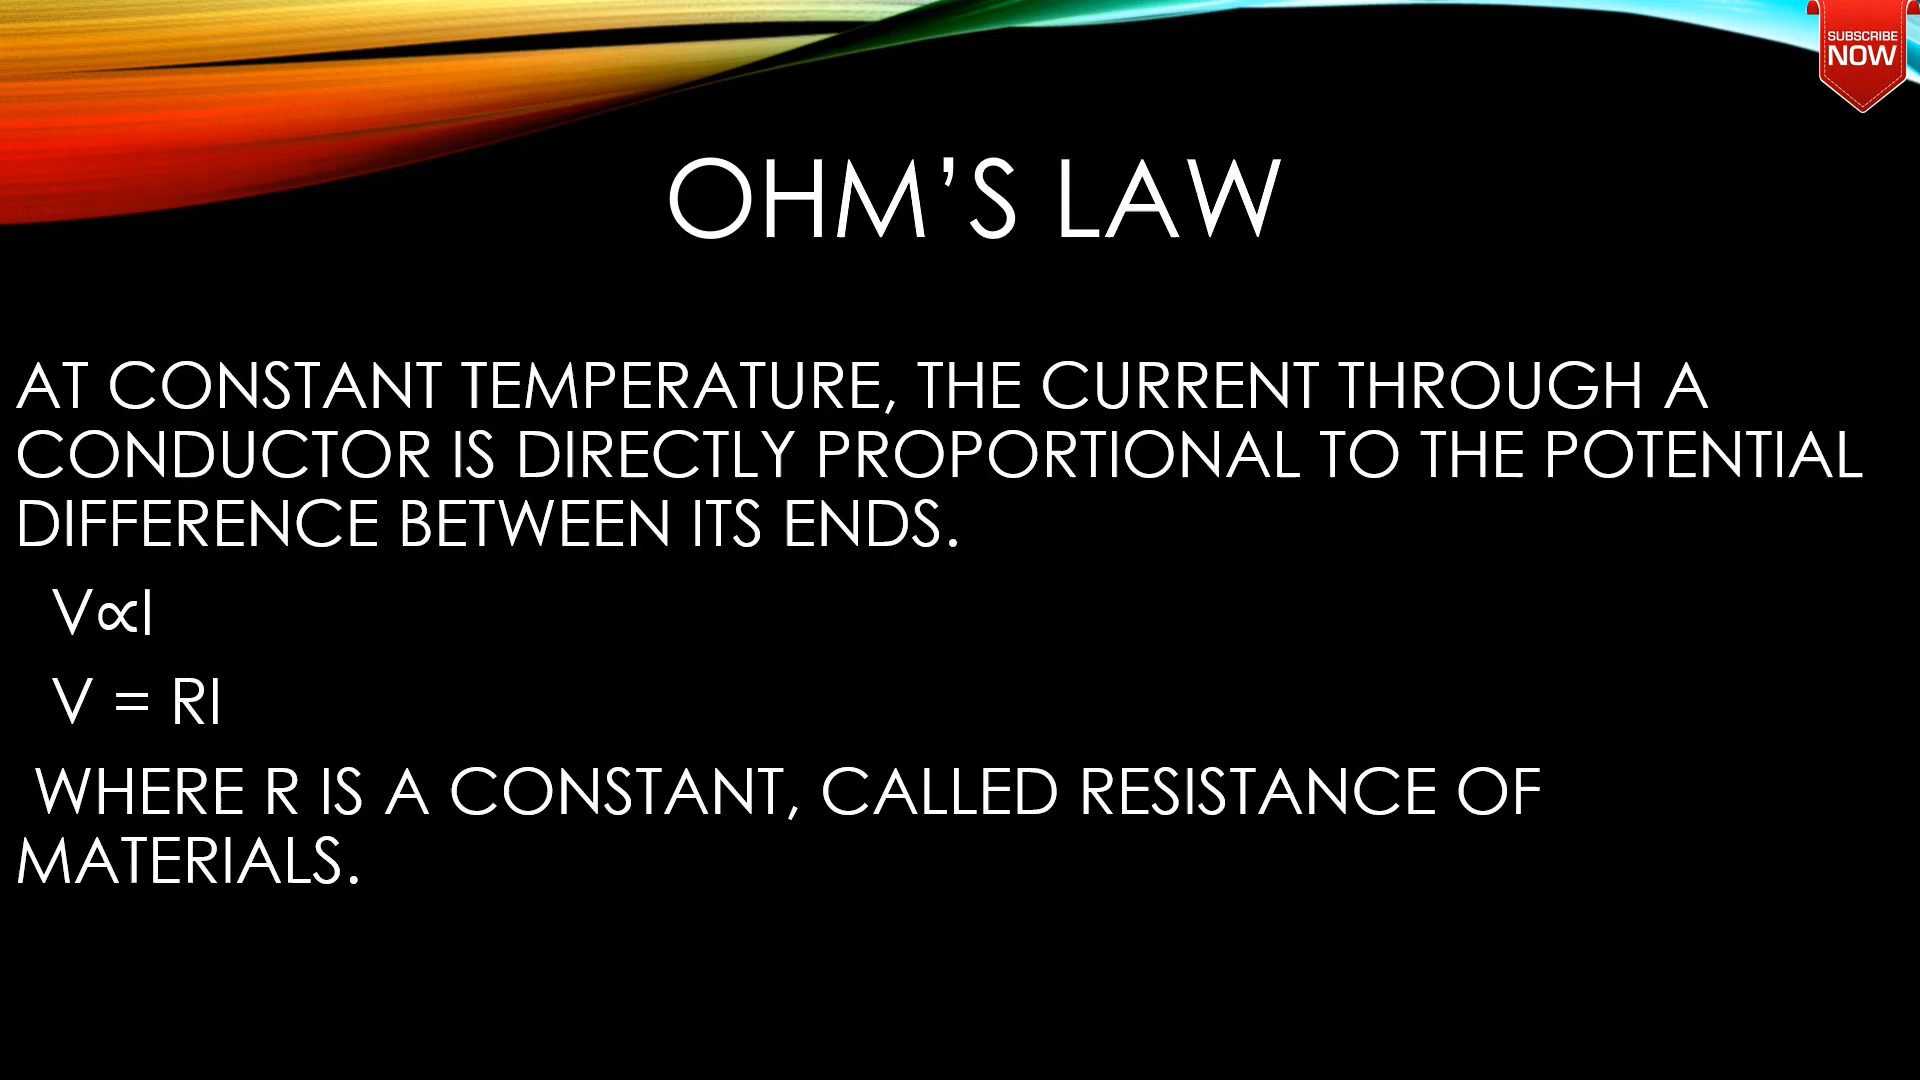 SUBSCRIBE
NOW
OHM’S LAW
AT CONSTANT TEMPERATURE, THE CURRENT THROUGH A
CONDUCTOR IS DIRECTLY PROPORTIONAL TO THE POTENTIAL
DIFFERENCE BETWEEN ITS ENDS.
V∝I
V = RI
WHERE R IS A CONSTANT, CALLED RESISTANCE OF
MATERIALS.